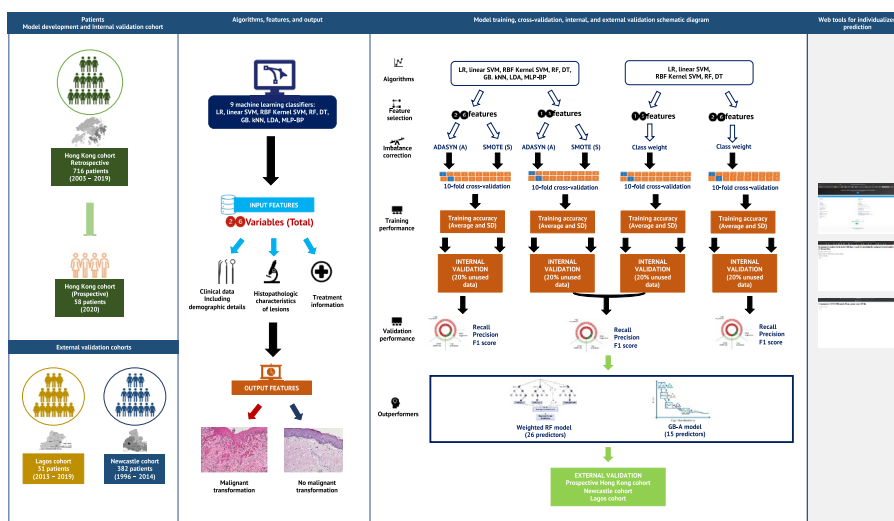 Patients
Model development and Internal validation cohort
Hong Kong cohort
Retrospective
716 patients
(2003 – 2019)
Hong Kong cohort
(Prospective)
58 patients
(2020)
External validation cohorts
Lagos cohort
31 patients
(2013 – 2019)
Newcastle cohort
382 patients
(1996 – 2014)
Algorithms, features, and output
9 machine learning classifiers:
LR, linear SVM, RBF Kernel SVM, RF, DT,
GB. kNN, LDA, MLP-BP
INPUT FEATURES
26 Variables (Total)
Clinical data
Including
demographic details
Histopathologic
characteristics
of lesions
Treatment
information
OUTPUT FEATURES
Malignant
transformation
No malignant
transformation
Model training, cross-validation, internal, and external validation schematic diagram
Algorithms
LR, linear SVM, RBF Kernel SVM, RF, DT,
GB. kNN, LDA, MLP-BP
LR, linear SVM,
RBF Kernel SVM, RF, DT
Feature
selection
26features
15features
15features
26features
Imbalance
correction
ADASYN (A)
SMOTE (S)
ADASYN (A)
SMOTE (S)
Class weight
Class weight
10-fold cross-validation
10-fold cross-validation
10-fold cross-validation
10-fold cross-validation
Training
performance
Training accuracy
(Average and SD)
Training accuracy
(Average and SD)
Training accuracy
(Average and SD)
Training accuracy
(Average and SD)
INTERNAL
VALIDATION
(20% unused
data)
INTERNAL
VALIDATION
(20% unused
data)
INTERNAL
VALIDATION
(20% unused
data)
INTERNAL
VALIDATION
(20% unused
data)
Validation
performance
Recall
Precision
F1 score
Recall
Precision
F1 score
Recall
Precision
F1 score
Outperformers
Weighted RF model
(26 predictors)
GB-A model
(15 predictors)
EXTERNAL VALIDATION
Prospective Hong Kong cohort
Newcastle cohort
Lagos cohort
Web tools for individualized
prediction